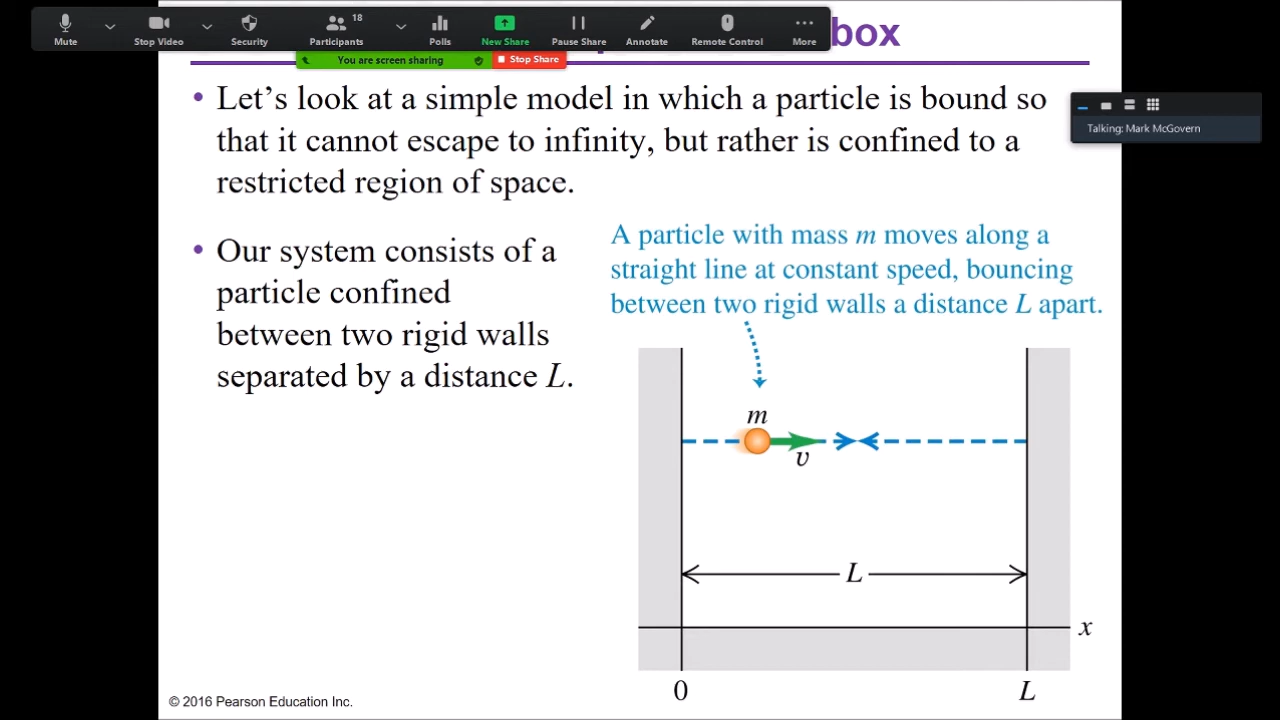 18
Mute
Stop Video
Security
Participants
Polls
New Share
Pause Share
Annotate
Remote Control
More
You are screen sharing
Stop Share
box
Talking: Mark McGovern
• Let’s look at a simple model in which a particle is bound so
that it cannot escape to infinity, but rather is confined to a
restricted region of space.
• Our system consists of a
particle confined
between two rigid walls
separated by a distance L.
A particle with mass m moves along a
straight line at constant speed, bouncing
between two rigid walls a distance L apart.
m
v
L
x
0
L
© 2016 Pearson Education Inc.